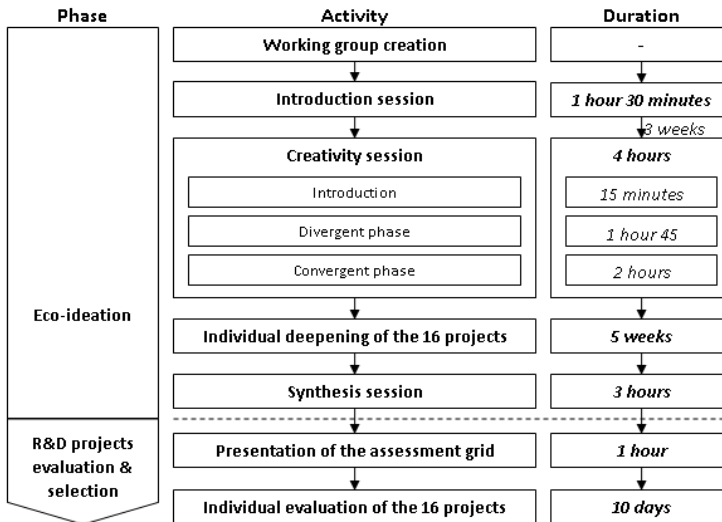 Phase
Activity
Duration
Working group creation
-
Introduction session
1 hour 30 minutes
3 weeks
Creativity session
4 hours
Introduction
15 minutes
Divergent phase
1 hour 45
Convergent phase
2 hours
Eco-ideation
Individual deepening of the 16 projects
5 weeks
Synthesis session
3 hours
R&D projects
evaluation &
selection
Presentation of the assessment grid
1 hour
Individual evaluation of the 16 projects
10 days